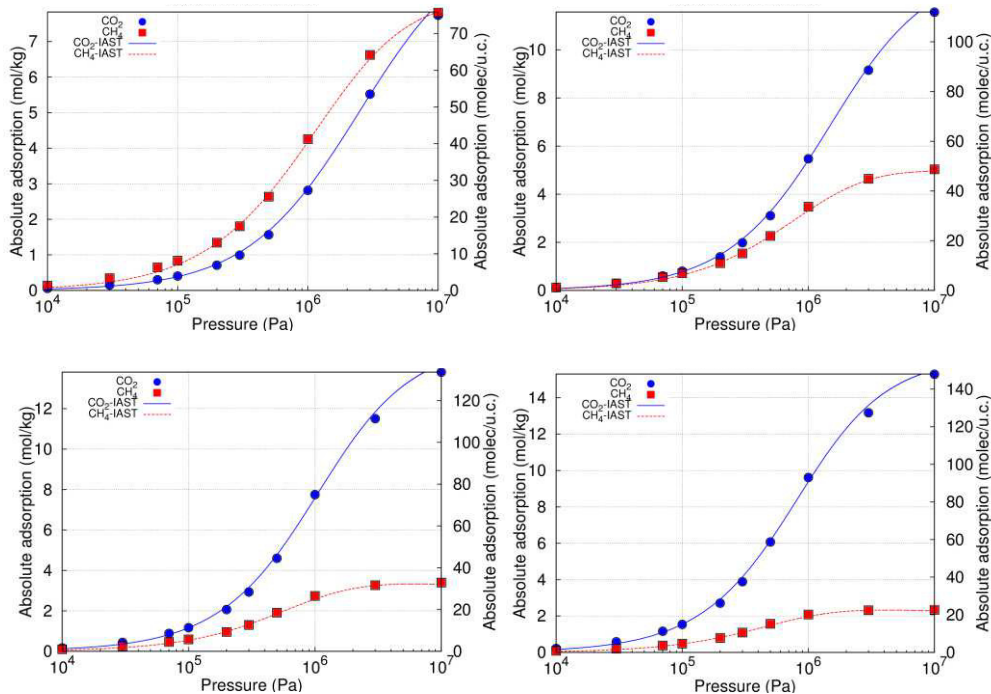 CO2
CH4
CO2-IAST
CH4-IAST
Absolute adsorption (mol/kg)
7
6
5
4
3
2
1
0
Absolute adsorption (molec/u.c.)
70
60
50
40
30
20
10
0
10^4
10^5
10^6
10^7
Pressure (Pa)
CO2
CH4
CO2-IAST
CH4-IAST
Absolute adsorption (mol/kg)
10
8
6
4
2
0
Absolute adsorption (molec/u.c.)
100
80
60
40
20
0
10^4
10^5
10^6
10^7
Pressure (Pa)
CO2
CH4
CO2-IAST
CH4-IAST
Absolute adsorption (mol/kg)
12
10
8
6
4
2
0
Absolute adsorption (molec/u.c.)
120
100
80
60
40
20
0
10^4
10^5
10^6
10^7
Pressure (Pa)
CO2
CH4
CO2-IAST
CH4-IAST
Absolute adsorption (mol/kg)
14
12
10
8
6
4
2
0
Absolute adsorption (molec/u.c.)
140
120
100
80
60
40
20
0
10^4
10^5
10^6
10^7
Pressure (Pa)